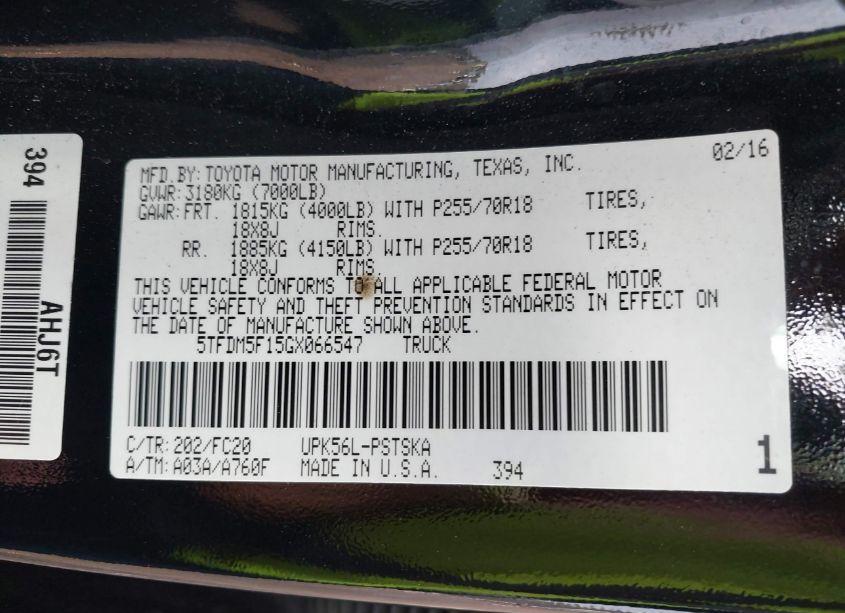 394
AHJ6T
MFD.BY:TOYOTA MOTOR MANUFACTURING, TEXAS, INC. 02/16
GVWR:3180KG (7000LB)
GAWR:FRT. 1815KG (4000LB) WITH P255/70R18 TIRES,
18X8J RIMS.
RR. 1885KG (4150LB) WITH P255/70R18 TIRES,
18X8J RIMS.
THIS VEHICLE CONFORMS TO ALL APPLICABLE FEDERAL MOTOR
VEHICLE SAFETY AND THEFT PREVENTION STANDARDS IN EFFECT ON
THE DATE OF MANUFACTURE SHOWN ABOVE.
5TFDM5F15GX066547 TRUCK
C/TR:202/FC20 UPK56L-PSTSKA
A/TM:A03A/A760F MADE IN U.S.A. 394
1